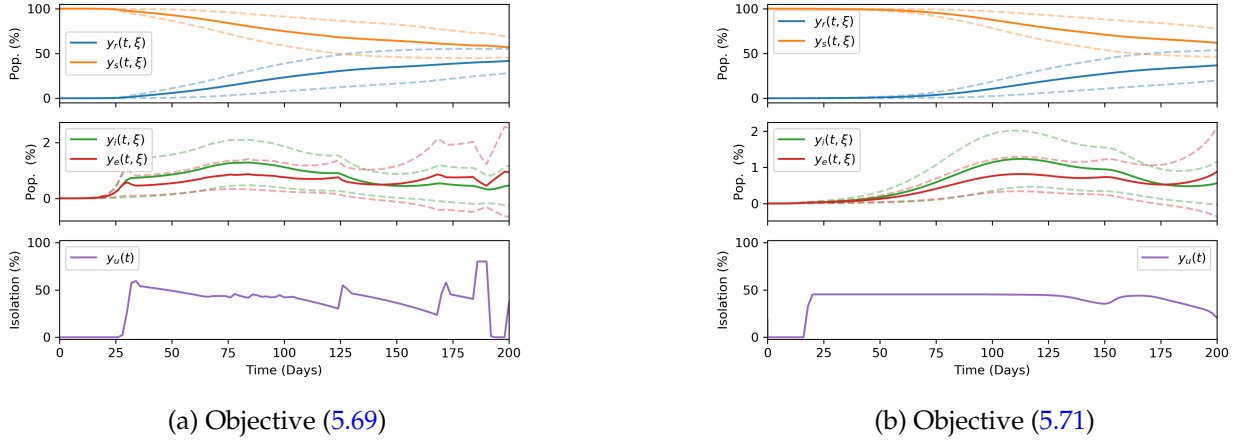 100
50
0
Pop. (%)
y_r(t, ξ)
y_s(t, ξ)
2
0
Pop. (%)
y_i(t, ξ)
y_e(t, ξ)
100
50
0
Isolation (%)
y_u(t)
0 25 50 75 100 125 150 175 200
Time (Days)
(a) Objective (5.69)
100
50
0
Pop. (%)
y_r(t, ξ)
y_s(t, ξ)
2
1
0
Pop. (%)
y_i(t, ξ)
y_e(t, ξ)
100
50
0
Isolation (%)
y_u(t)
0 25 50 75 100 125 150 175 200
Time (Days)
(b) Objective (5.71)